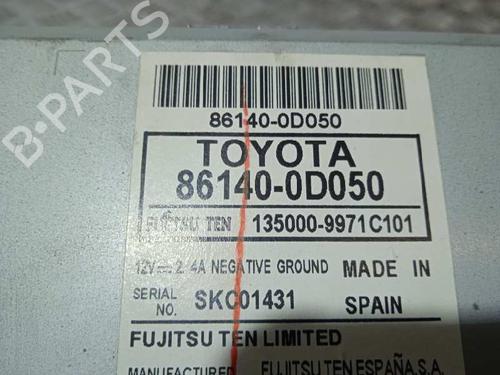 B-PARTS
86140-0D050
TOYOTA
86140-0D050
FUJITSU TEN 135000-9971C101
12V 2.4A NEGATIVE GROUND MADE IN
SERIAL NO. SKC01431 SPAIN
FUJITSU TEN LIMITED
MANUFACTURED FUJITSU TEN ESPAÑA,S.A.